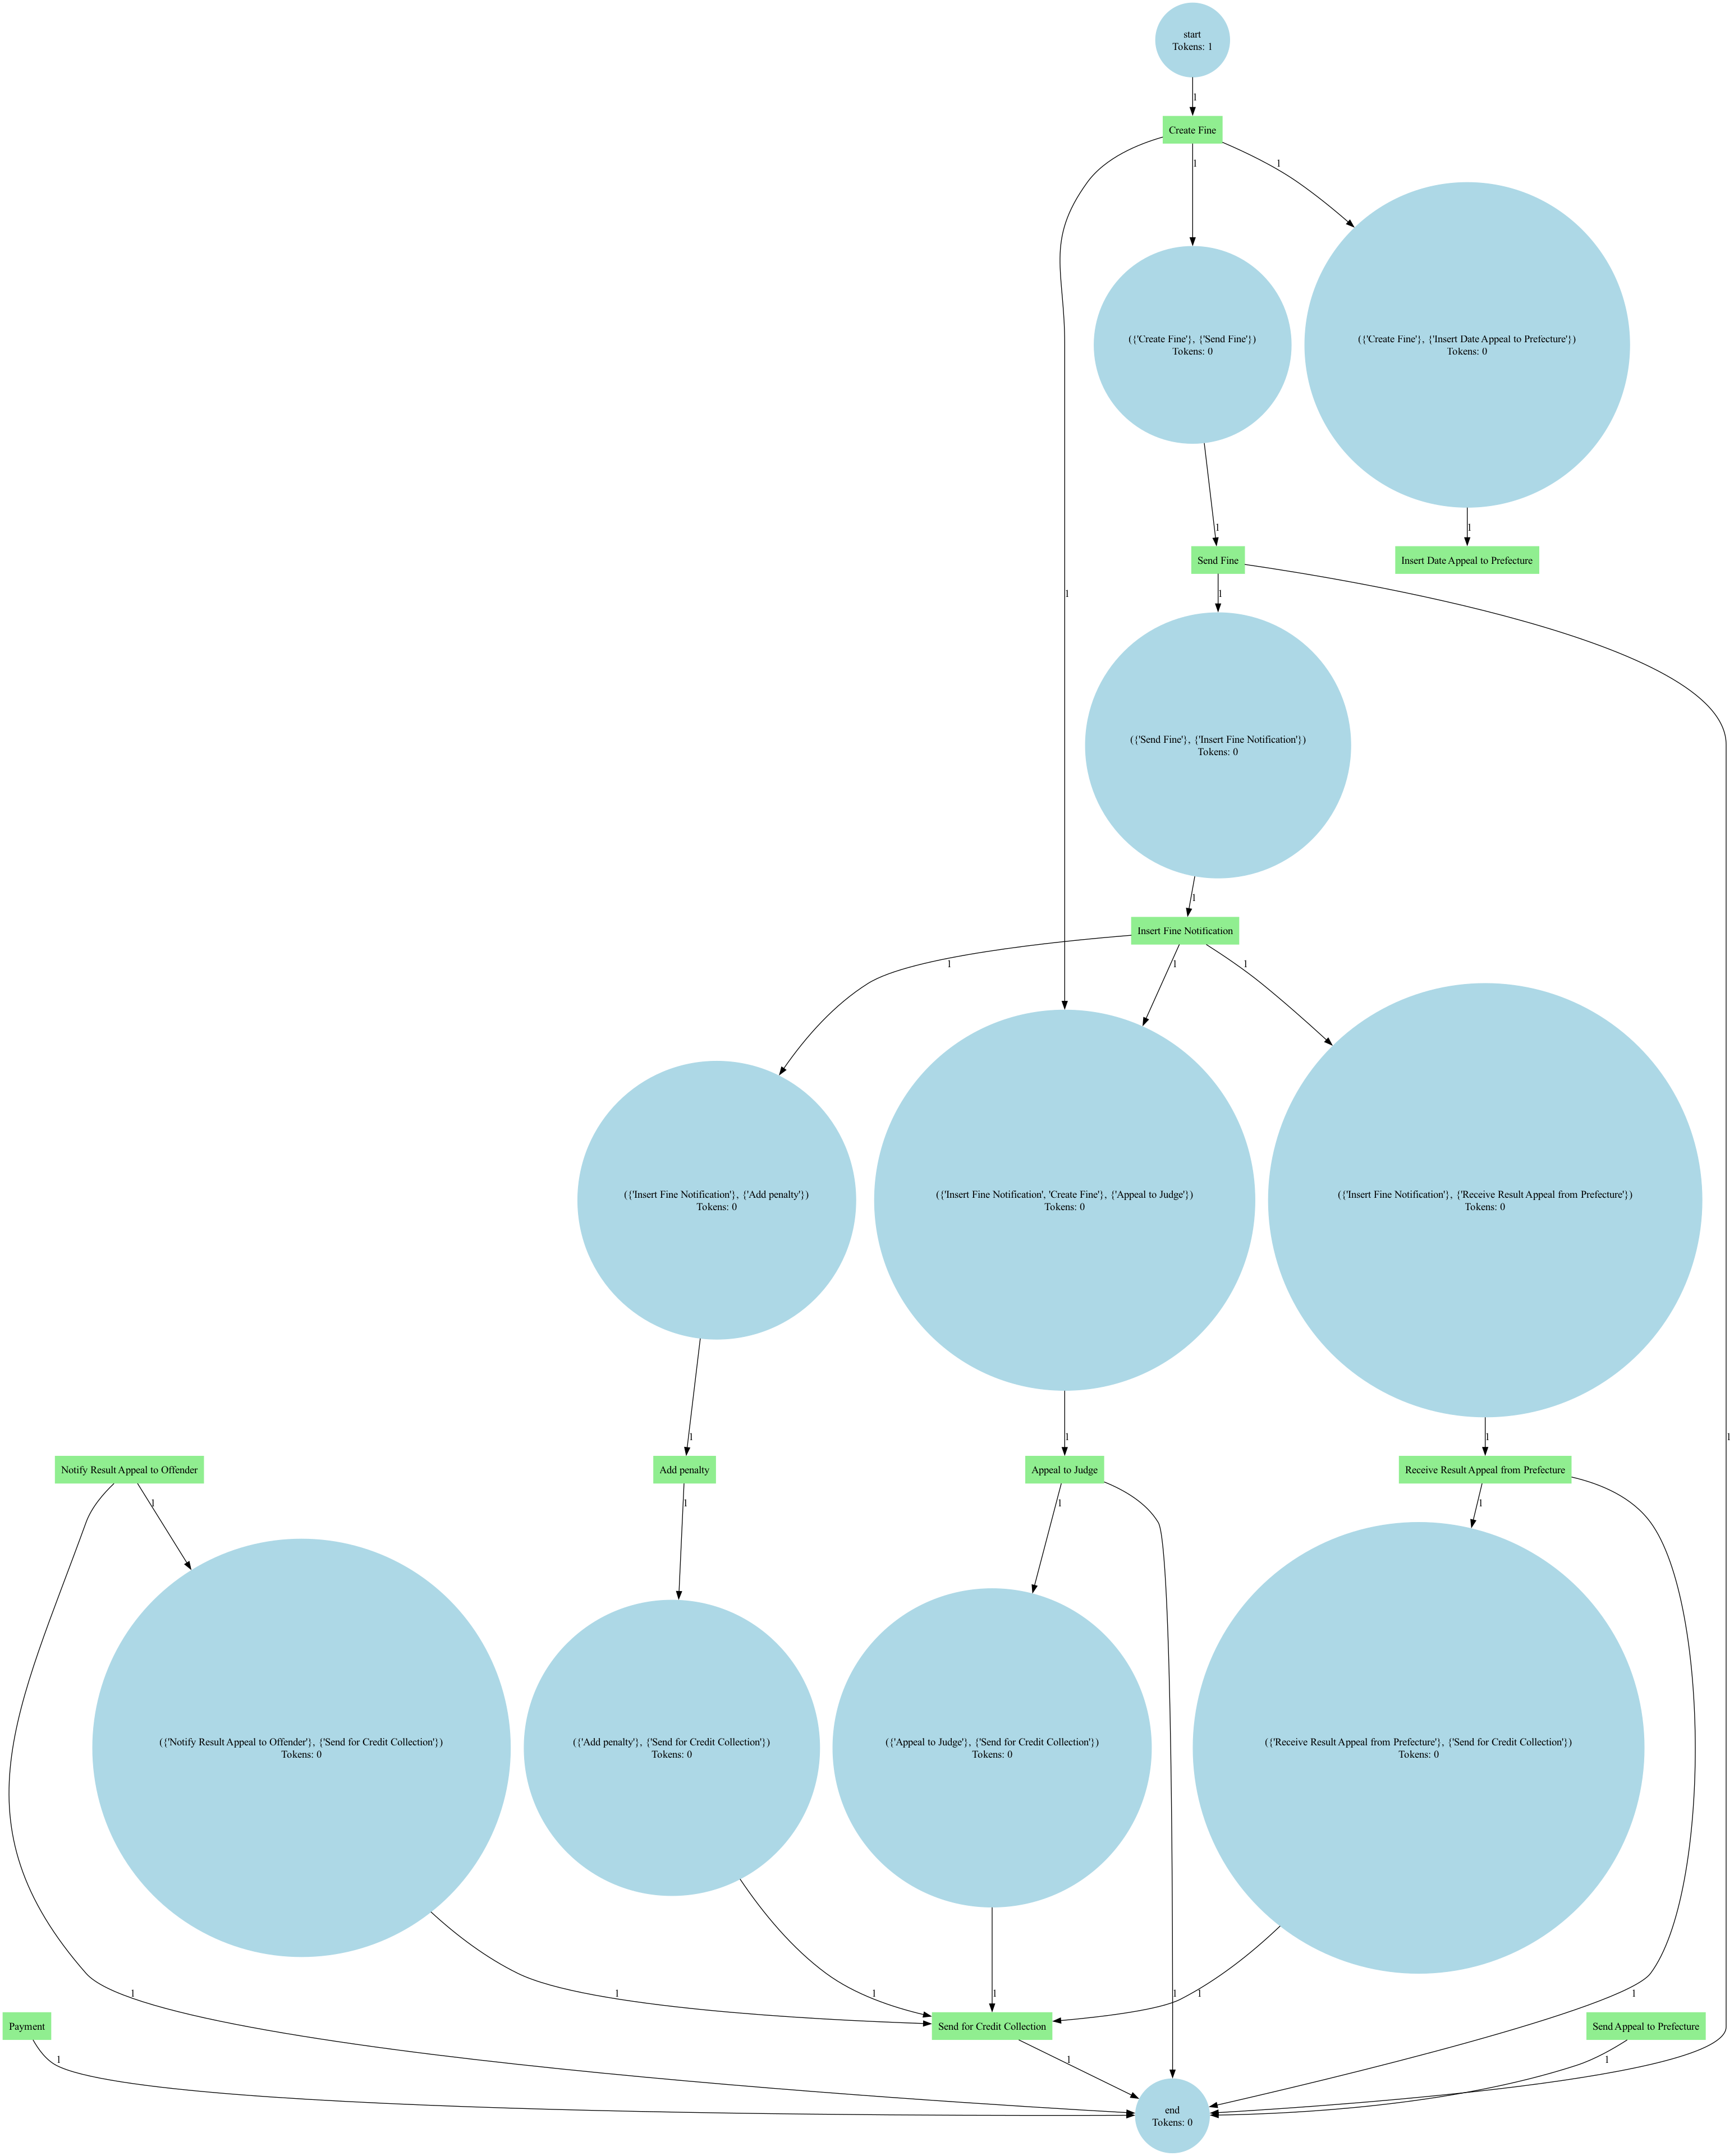 start
Tokens: 1
1
Create Fine
1
1
({'Create Fine'}, {'Send Fine'})
Tokens: 0
({'Create Fine'}, {'Insert Date Appeal to Prefecture'})
Tokens: 0
1
1
Send Fine
Insert Date Appeal to Prefecture
1
1
({'Send Fine'}, {'Insert Fine Notification'})
Tokens: 0
1
Insert Fine Notification
1
1
1
({'Insert Fine Notification'}, {'Add penalty'})
Tokens: 0
({'Insert Fine Notification', 'Create Fine'}, {'Appeal to Judge'})
Tokens: 0
({'Insert Fine Notification'}, {'Receive Result Appeal from Prefecture'})
Tokens: 0
1
1
1
1
Notify Result Appeal to Offender
Add penalty
Appeal to Judge
Receive Result Appeal from Prefecture
1
1
1
1
({'Notify Result Appeal to Offender'}, {'Send for Credit Collection'})
Tokens: 0
({'Add penalty'}, {'Send for Credit Collection'})
Tokens: 0
({'Appeal to Judge'}, {'Send for Credit Collection'})
Tokens: 0
({'Receive Result Appeal from Prefecture'}, {'Send for Credit Collection'})
Tokens: 0
1
1
1
1
1
1
1
Payment
Send for Credit Collection
Send Appeal to Prefecture
1
1
1
end
Tokens: 0